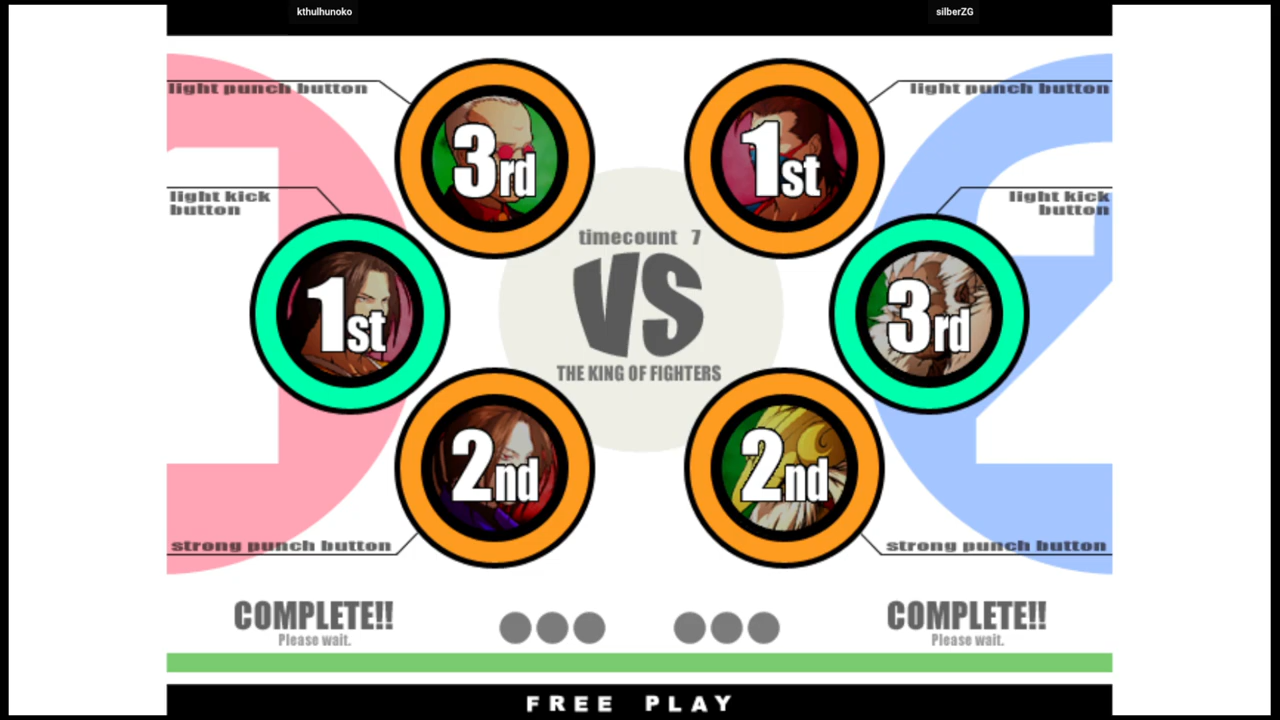 kthulhunoko
silberZG
light punch button
light punch button
3rd
1st
light kick
button
light kick
button
timecount 7
VS
THE KING OF FIGHTERS
1st
3rd
2nd
2nd
strong punch button
strong punch button
COMPLETE!!
Please wait.
COMPLETE!!
Please wait.
FREE PLAY